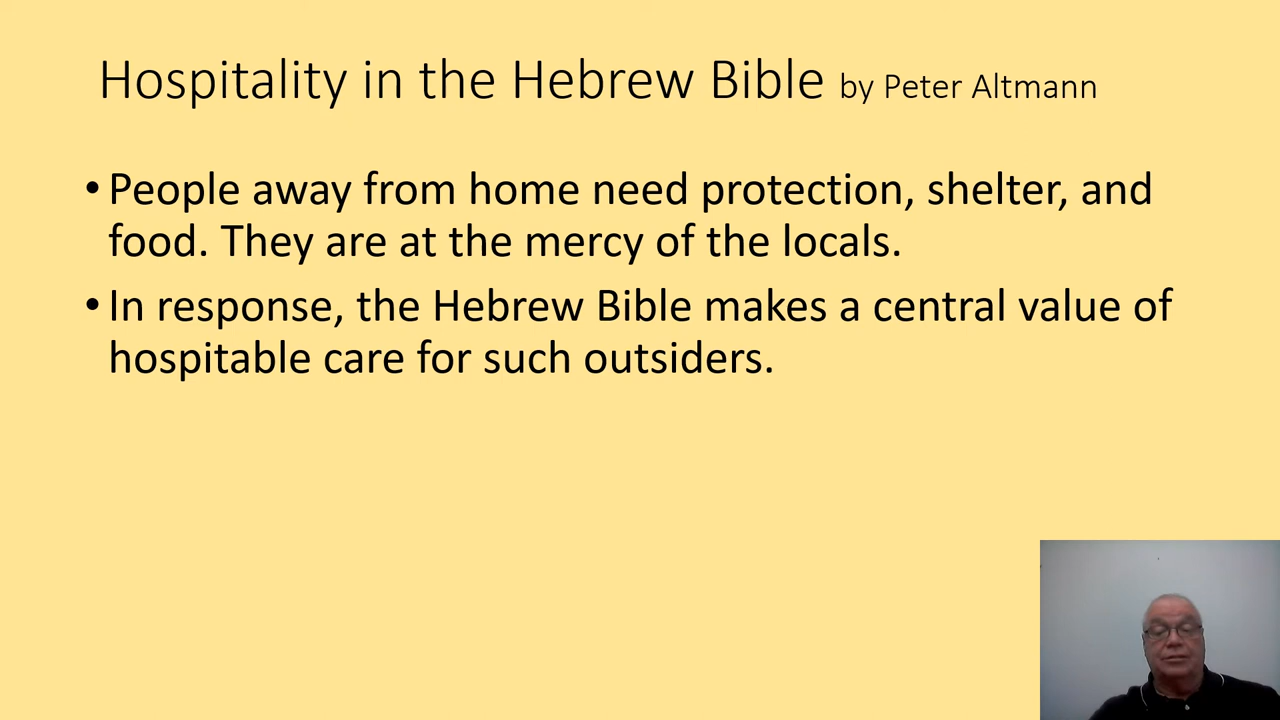 Hospitality in the Hebrew Bible by Peter Altmann
• People away from home need protection, shelter, and
food. They are at the mercy of the locals.
• In response, the Hebrew Bible makes a central value of
hospitable care for such outsiders.